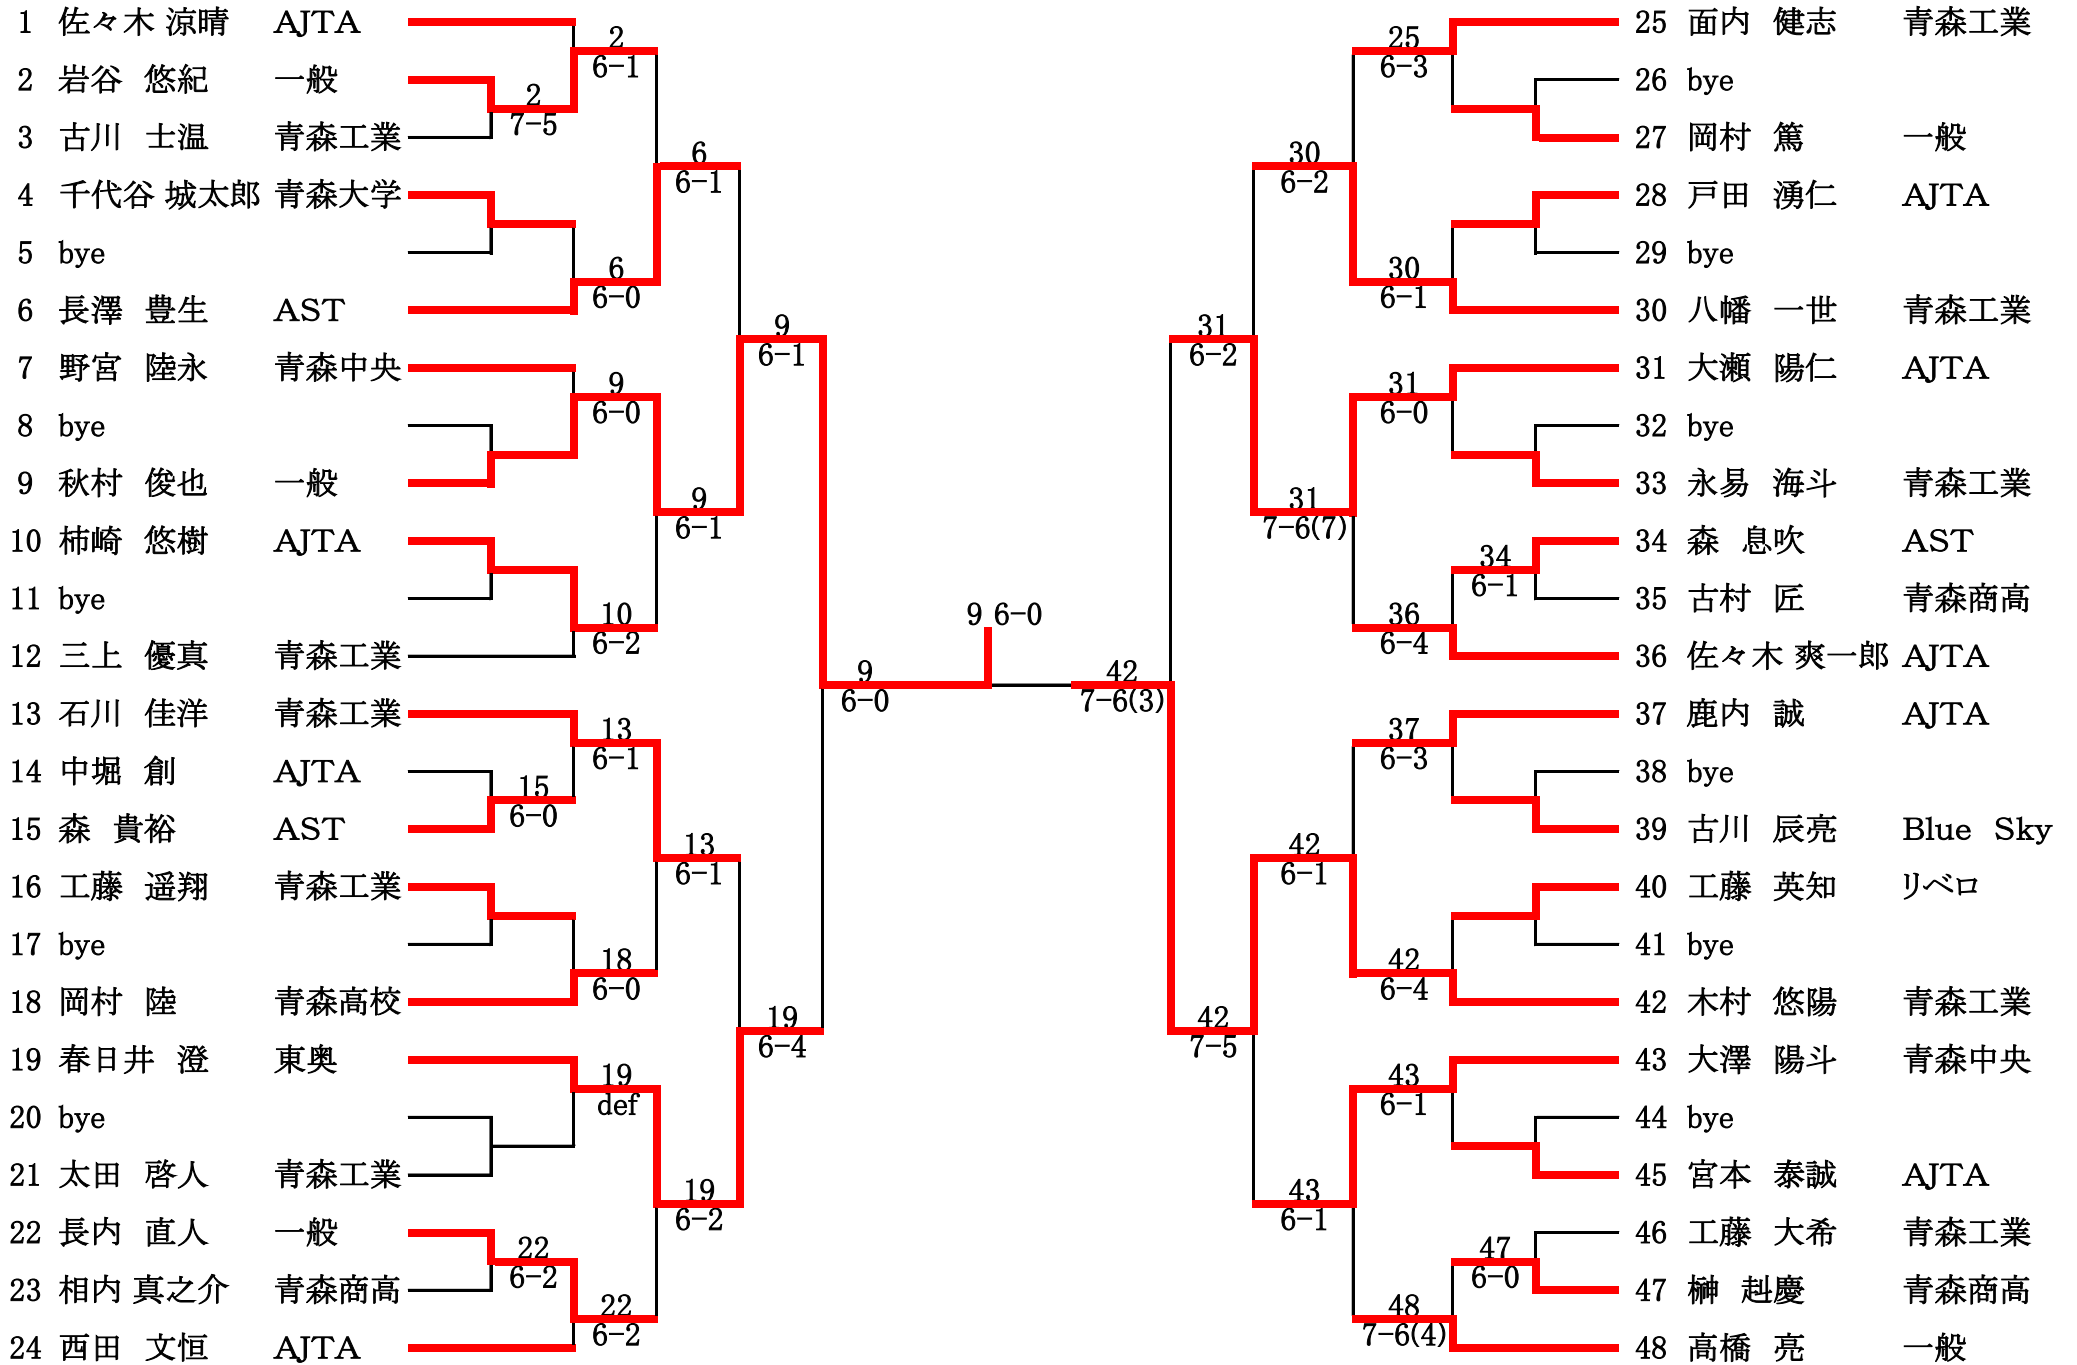 1 佐々木 涼晴 AJTA
2 岩谷 悠紀 一般
3 古川 士温 青森工業
4 千代谷 城太郎 青森大学
5 bye
6 長澤 豊生 AST
7 野宮 陸永 青森中央
8 bye
9 秋村 俊也 一般
10 柿崎 悠樹 AJTA
11 bye
12 三上 優真 青森工業
13 石川 佳洋 青森工業
14 中堀 創 AJTA
15 森 貴裕 AST
16 工藤 遥翔 青森工業
17 bye
18 岡村 陸 青森高校
19 春日井 澄 東奥
20 bye
21 太田 啓人 青森工業
22 長内 直人 一般
23 相内 真之介 青森商高
24 西田 文恒 AJTA
2
7-5
15
6-0
22
6-2
2
6-1
6
6-0
9
6-0
10
6-2
13
6-1
18
6-0
19
def
22
6-2
6
6-1
9
6-1
13
6-1
19
6-2
9
6-1
19
6-4
9
6-0
9 6-0
42
7-6(3)
31
6-2
42
7-5
30
6-2
31
7-6(7)
42
6-1
43
6-1
25
6-3
30
6-1
31
6-0
36
6-4
37
6-3
42
6-4
43
6-1
48
7-6(4)
34
6-1
47
6-0
25 面内 健志 青森工業
26 bye
27 岡村 篤 一般
28 戸田 湧仁 AJTA
29 bye
30 八幡 一世 青森工業
31 大瀬 陽仁 AJTA
32 bye
33 永易 海斗 青森工業
34 森 息吹 AST
35 古村 匠 青森商高
36 佐々木 爽一郎 AJTA
37 鹿内 誠 AJTA
38 bye
39 古川 辰亮 Blue Sky
40 工藤 英知 リベロ
41 bye
42 木村 悠陽 青森工業
43 大澤 陽斗 青森中央
44 bye
45 宮本 泰誠 AJTA
46 工藤 大希 青森工業
47 榊 赳慶 青森商高
48 高橋 亮 一般